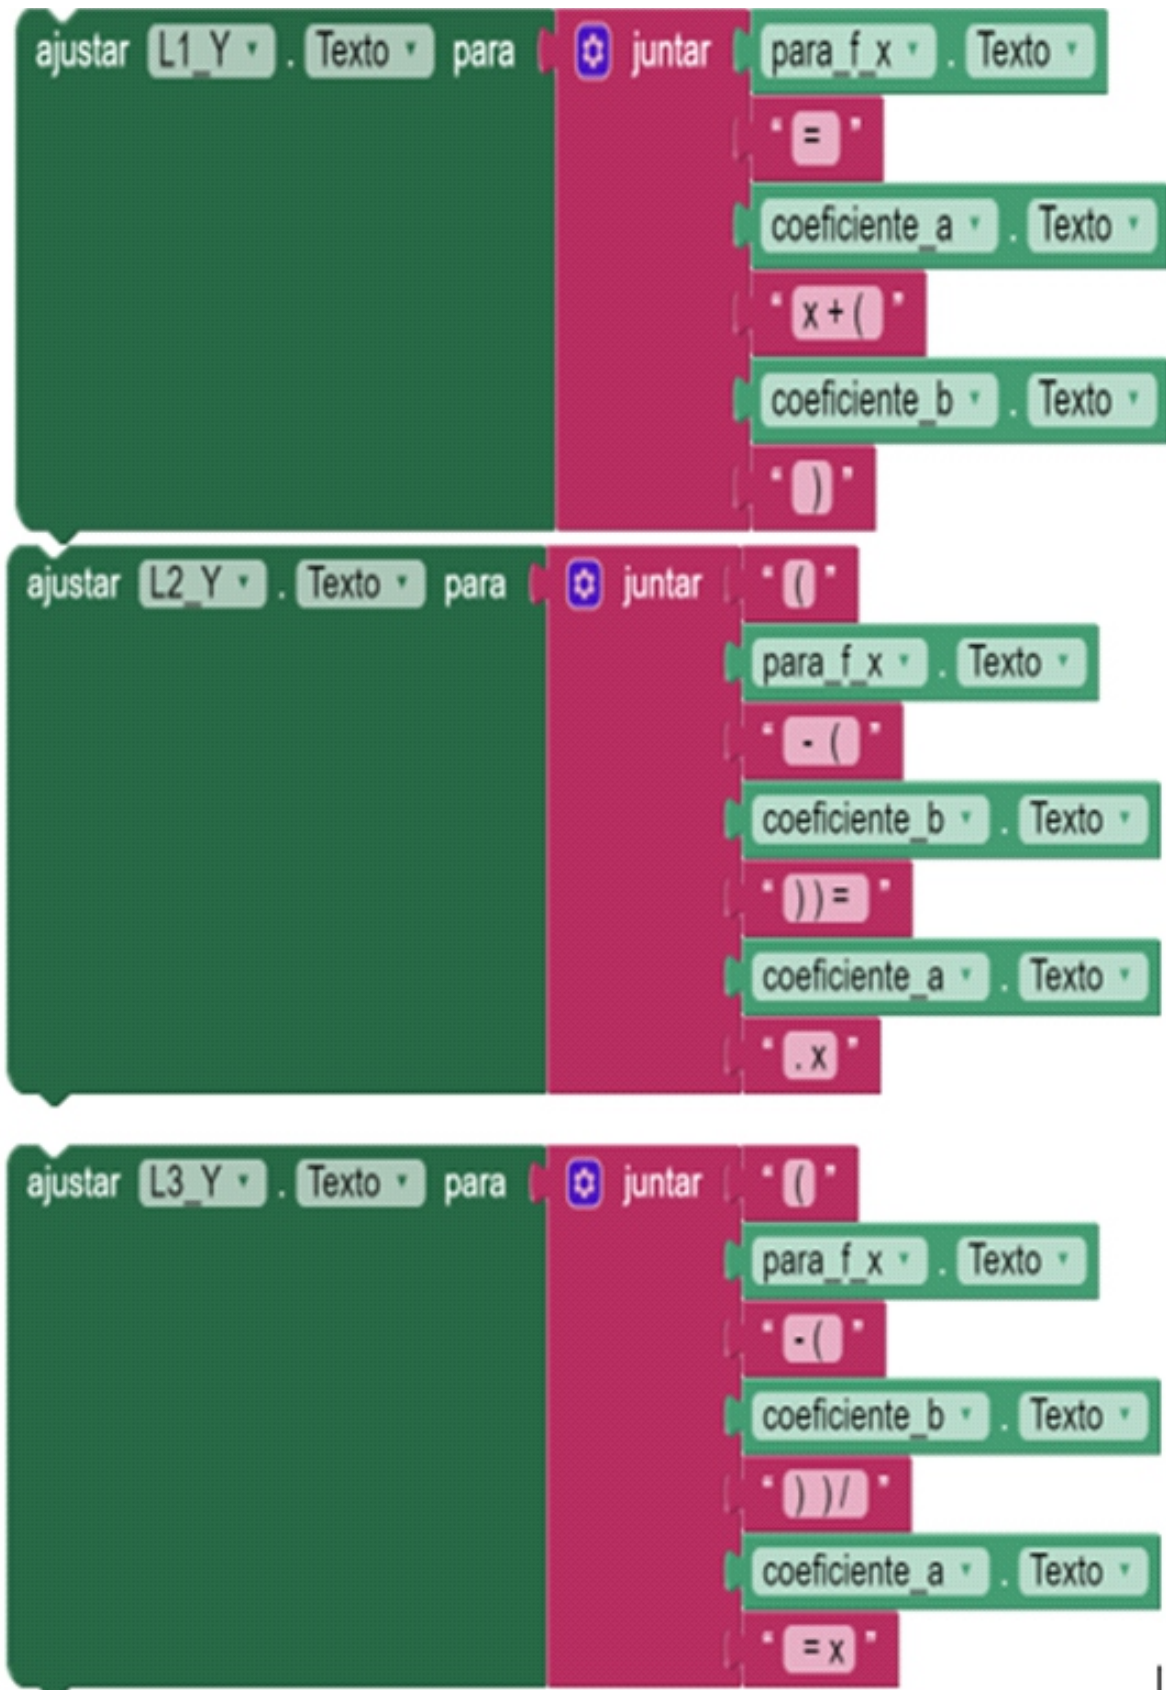 ajustar L1_Y . Texto para juntar para_f_x . Texto
“ = ”
coeficiente_a . Texto
“ x + ( ”
coeficiente_b . Texto
“ ) ”
ajustar L2_Y . Texto para juntar “ ( ”
para_f_x . Texto
“ - ( ”
coeficiente_b . Texto
“ ) ) = ”
coeficiente_a . Texto
“ . x ”
ajustar L3_Y . Texto para juntar “ ( ”
para_f_x . Texto
“ - ( ”
coeficiente_b . Texto
“ ) ) / ”
coeficiente_a . Texto
“ = x ”